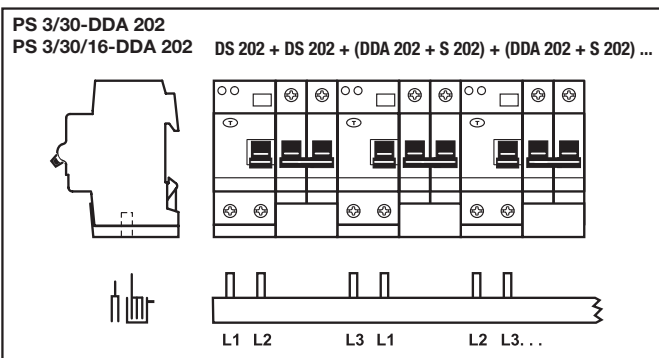 PS 3/30-DDA 202
PS 3/30/16-DDA 202 DS 202 + DS 202 + (DDA 202 + S 202) + (DDA 202 + S 202) ...
T T T
L1 L2 L3 L1 L2 L3. . .